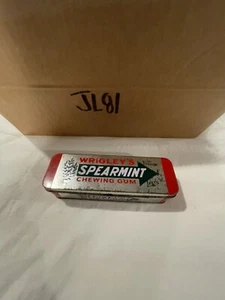 JL81
WRIGLEY'S
SPEARMINT
CHEWING GUM